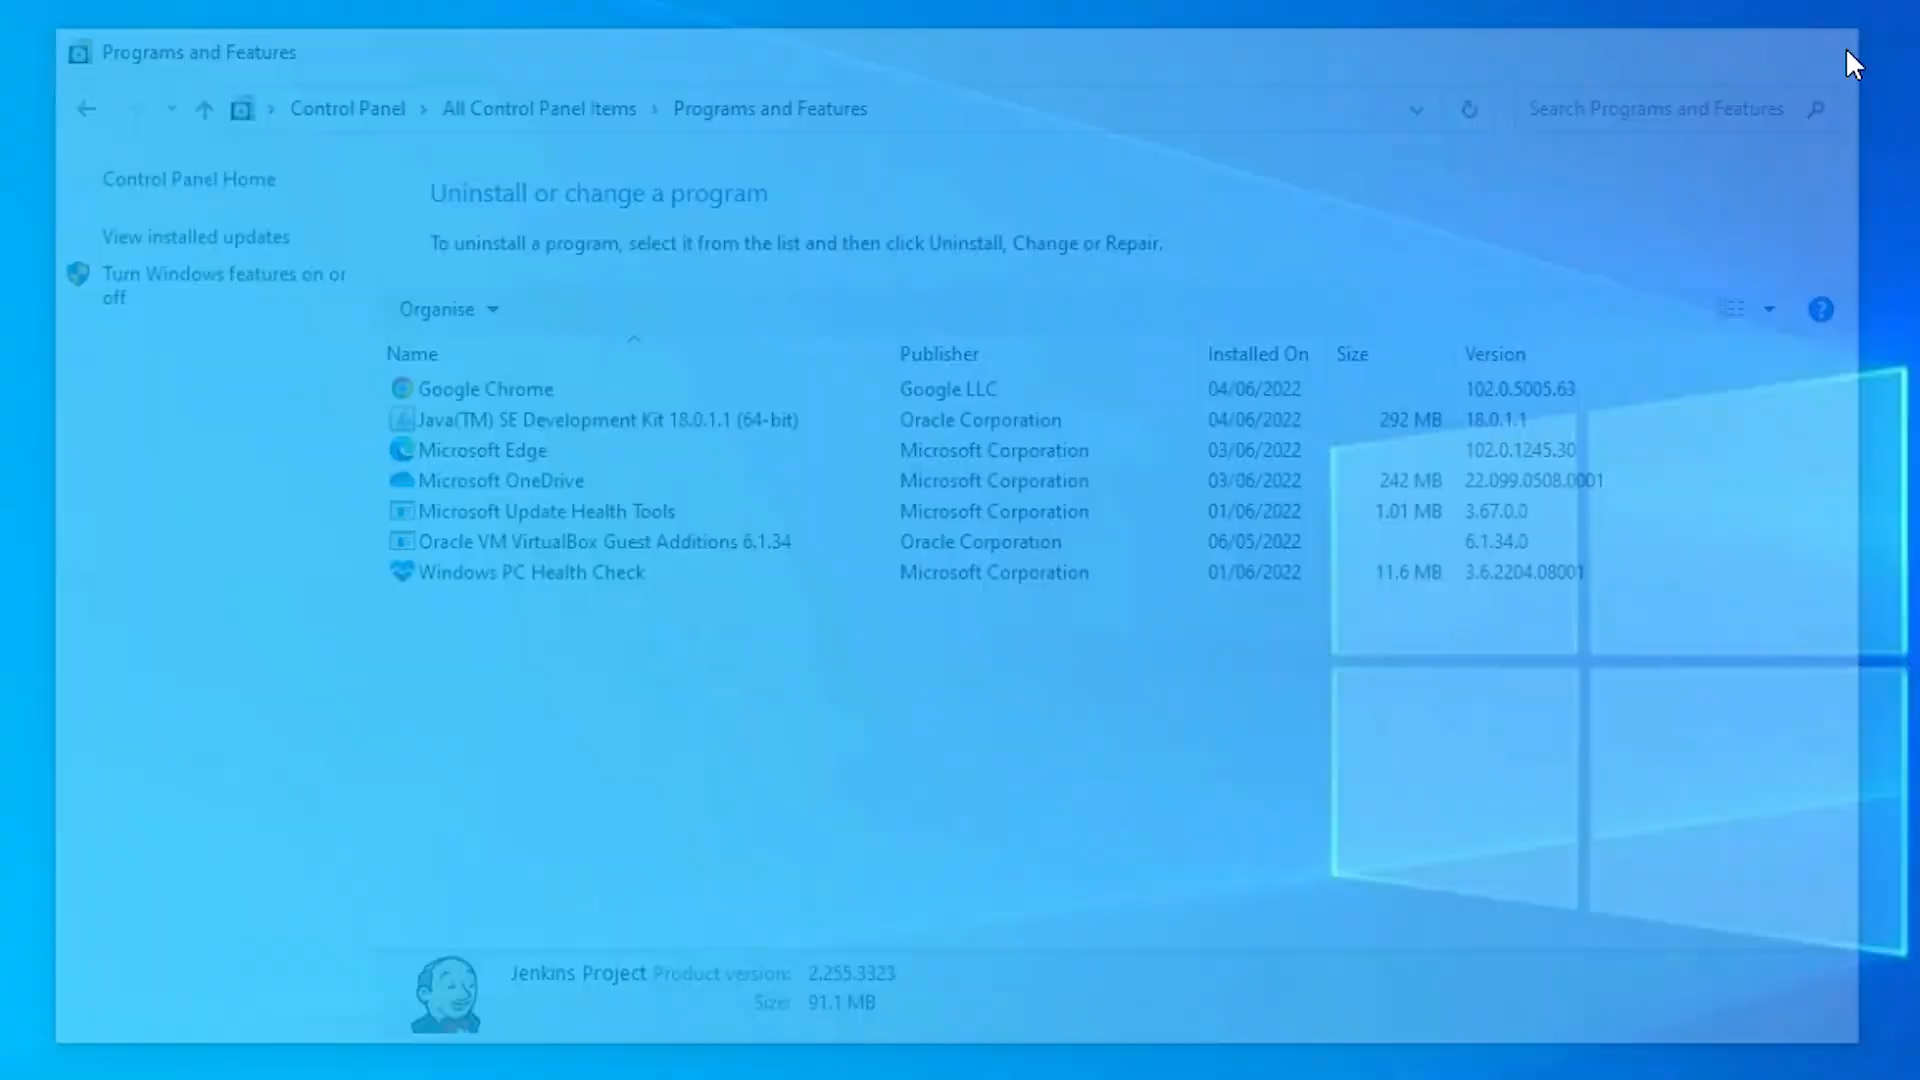 Programs and Features
Control Panel > All Control Panel Items > Programs and Features
Search Programs and Features
Control Panel Home
View installed updates
Turn Windows features on or
off
Uninstall or change a program
To uninstall a program, select it from the list and then click Uninstall, Change or Repair.
Organise
Name Publisher Installed On Size Version
Google Chrome Google LLC 04/06/2022 102.0.5005.63
Java(TM) SE Development Kit 18.0.1.1 (64-bit) Oracle Corporation 04/06/2022 292 MB 18.0.1.1
Microsoft Edge Microsoft Corporation 03/06/2022 102.0.1245.30
Microsoft OneDrive Microsoft Corporation 03/06/2022 242 MB 22.099.0508.0001
Microsoft Update Health Tools Microsoft Corporation 01/06/2022 1.01 MB 3.67.0.0
Oracle VM VirtualBox Guest Additions 6.1.34 Oracle Corporation 06/05/2022 6.1.34.0
Windows PC Health Check Microsoft Corporation 01/06/2022 11.6 MB 3.6.2204.08001
Jenkins Project Product version: 2.255.3323
Size: 91.1 MB